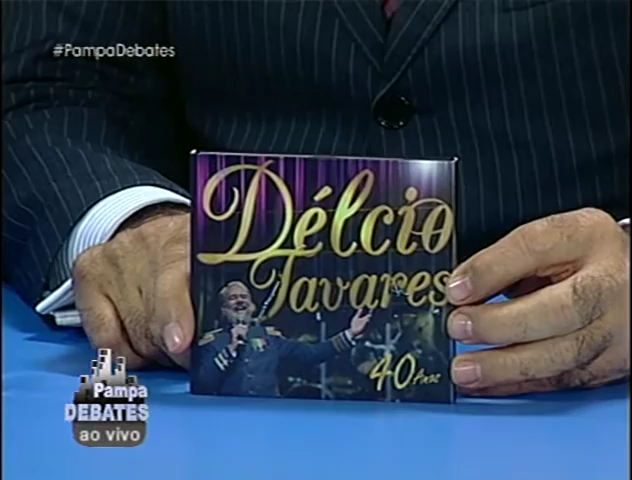 #PampaDebates
Délcio
Tavares
40 Anos
Pampa
DEBATES
ao vivo